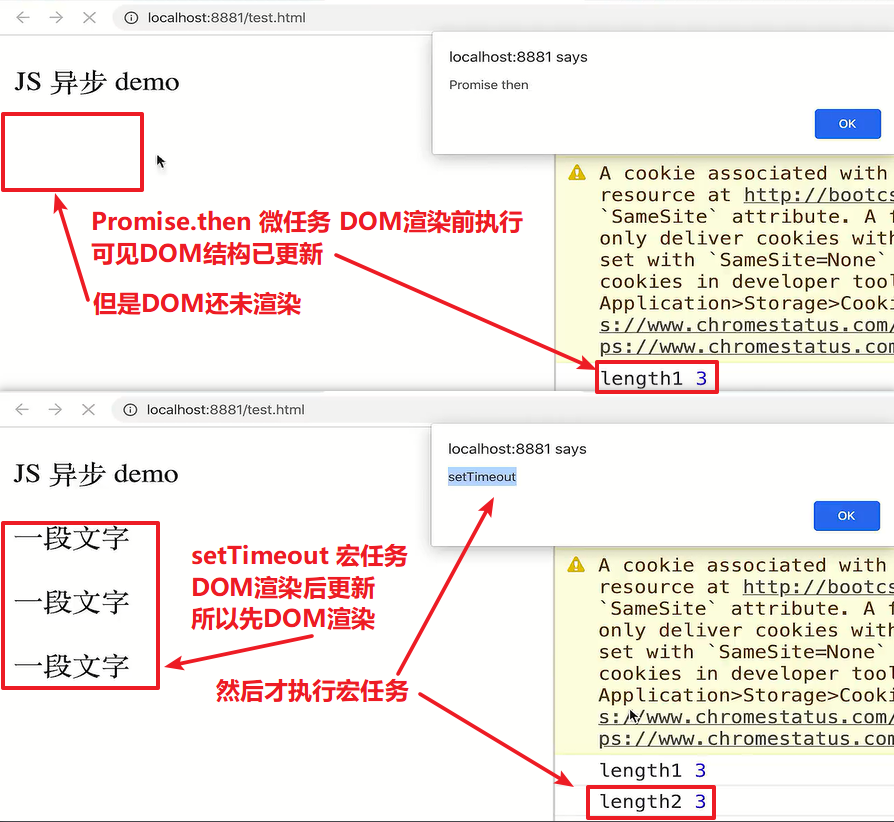 localhost:8881/test.html
localhost:8881 says
Promise then
OK
JS 异步 demo
Promise.then 微任务 DOM渲染前执行
可见DOM结构已更新
但是DOM还未渲染
A cookie associated with
resource at http://bootcs
`SameSite` attribute. A f
only deliver cookies with
set with `SameSite=None`
cookies in developer tool
Application>Storage>Cooki
s://www.chromestatus.com/
ps://www.chromestatus.com
length1 3
localhost:8881/test.html
localhost:8881 says
setTimeout
OK
JS 异步 demo
一段文字
一段文字
一段文字
setTimeout 宏任务
DOM渲染后更新
所以先DOM渲染
然后才执行宏任务
A cookie associated with
resource at http://bootcs
`SameSite` attribute. A f
only deliver cookies with
set with `SameSite=None`
cookies in developer tool
Application>Storage>Cooki
s://www.chromestatus.com/
ps://www.chromestatus.com
length1 3
length2 3